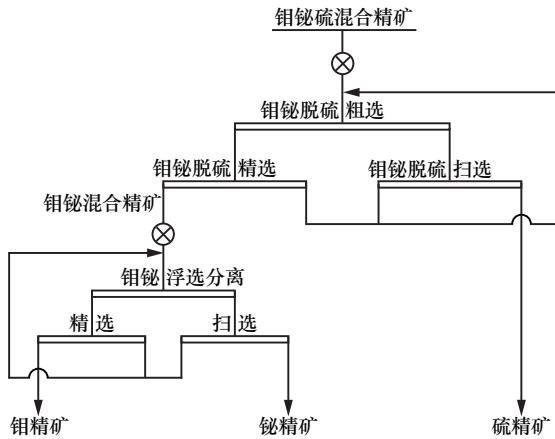 钼铋硫混合精矿
钼铋脱硫 粗选
钼铋脱硫 精选
钼铋脱硫 扫选
钼铋混合精矿
钼铋 浮选分离
精 选
扫 选
钼精矿
铋精矿
硫精矿